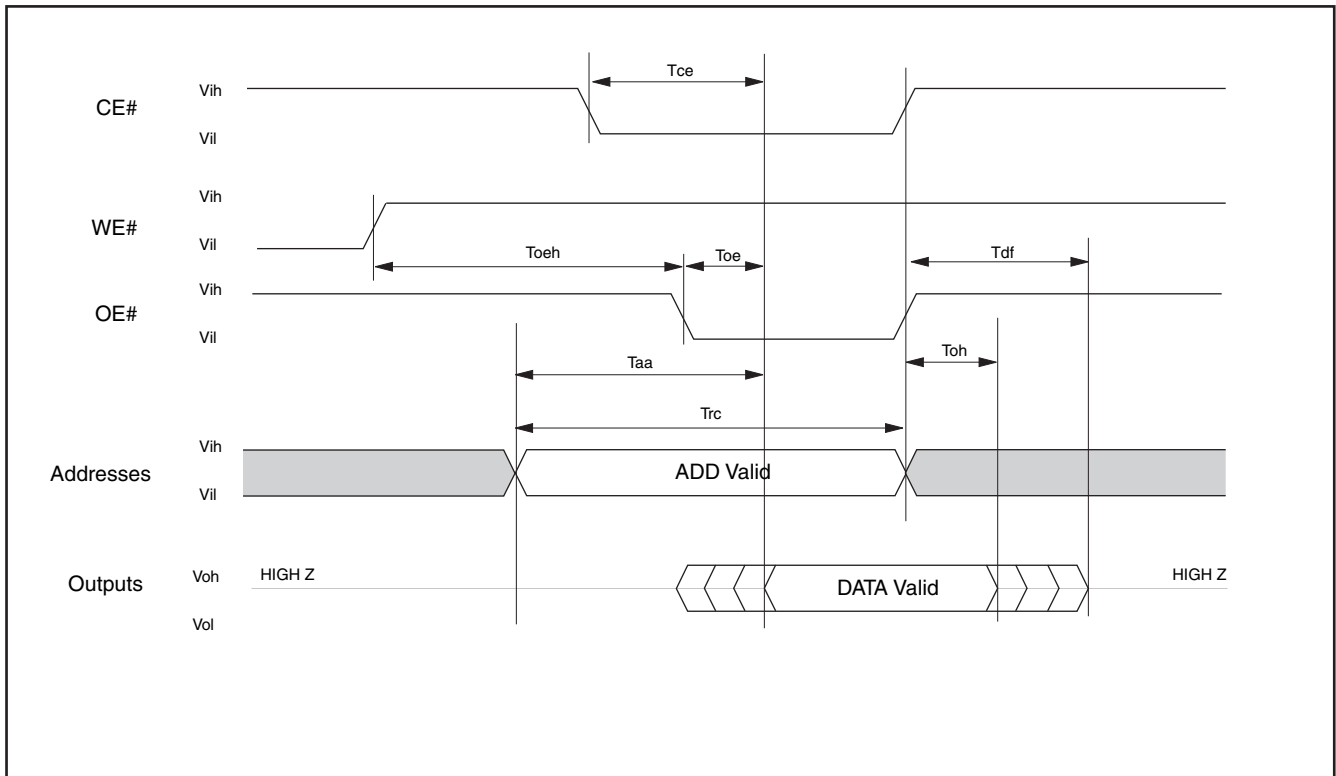 Tce
CE#
Vih
Vil
WE#
Vih
Vil
Toeh
Toe
Tdf
OE#
Vih
Vil
Toh
Taa
Trc
Addresses
Vih
Vil
ADD Valid
Outputs
Voh
HIGH Z
DATA Valid
HIGH Z
Vol